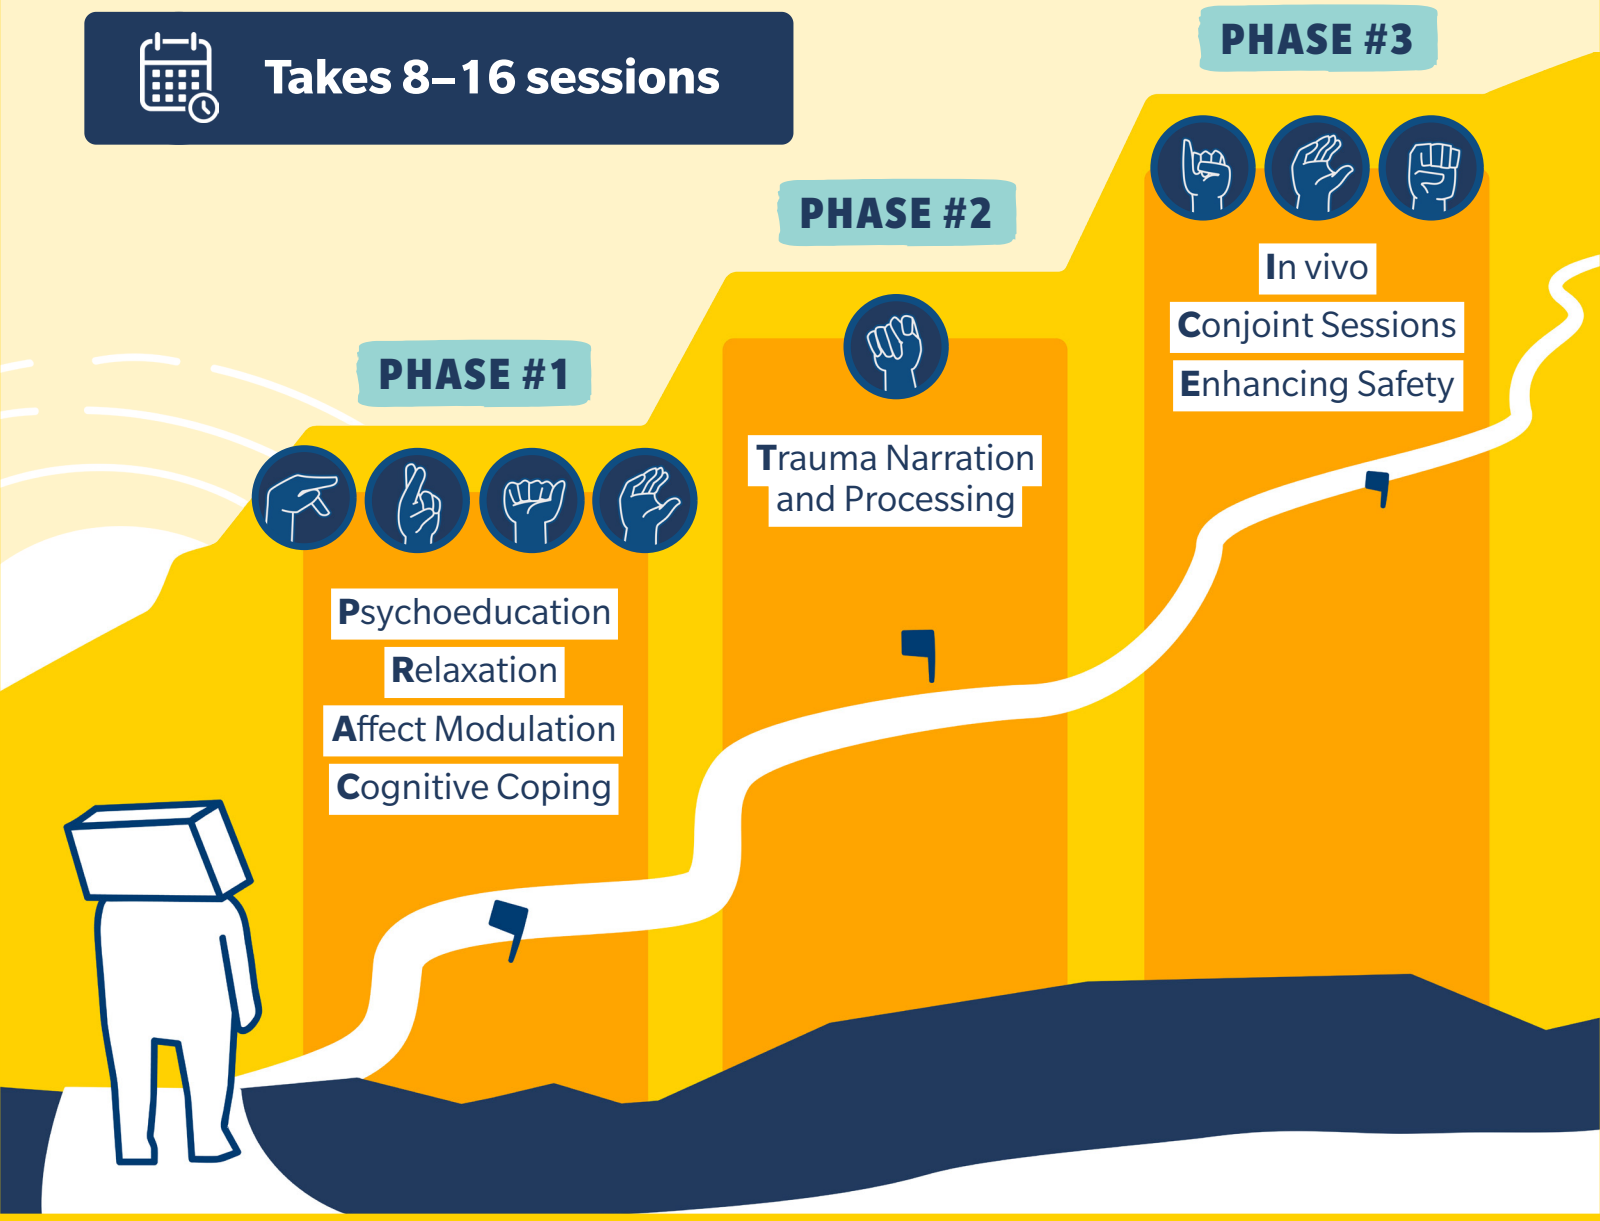 Takes 8–16 sessions
PHASE #1
Psychoeducation
Relaxation
Affect Modulation
Cognitive Coping
PHASE #2
Trauma Narration
and Processing
PHASE #3
In vivo
Conjoint Sessions
Enhancing Safety